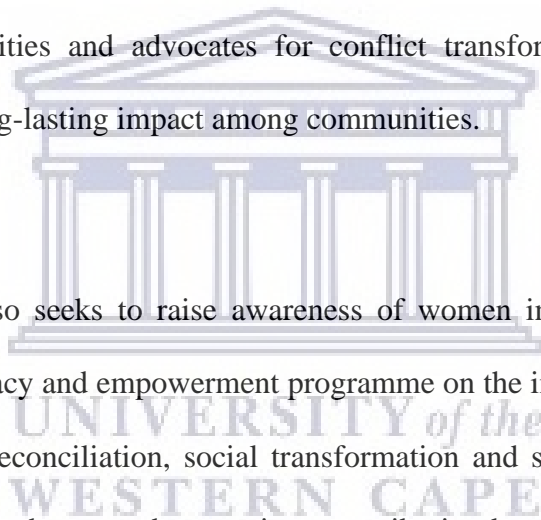 ities and advocates for conflict transfor
g-lasting impact among communities.
so seeks to raise awareness of women in
acy and empowerment programme on the i
UNIVERSITY of the
econciliation, social transformation and s
WESTERN CAPE